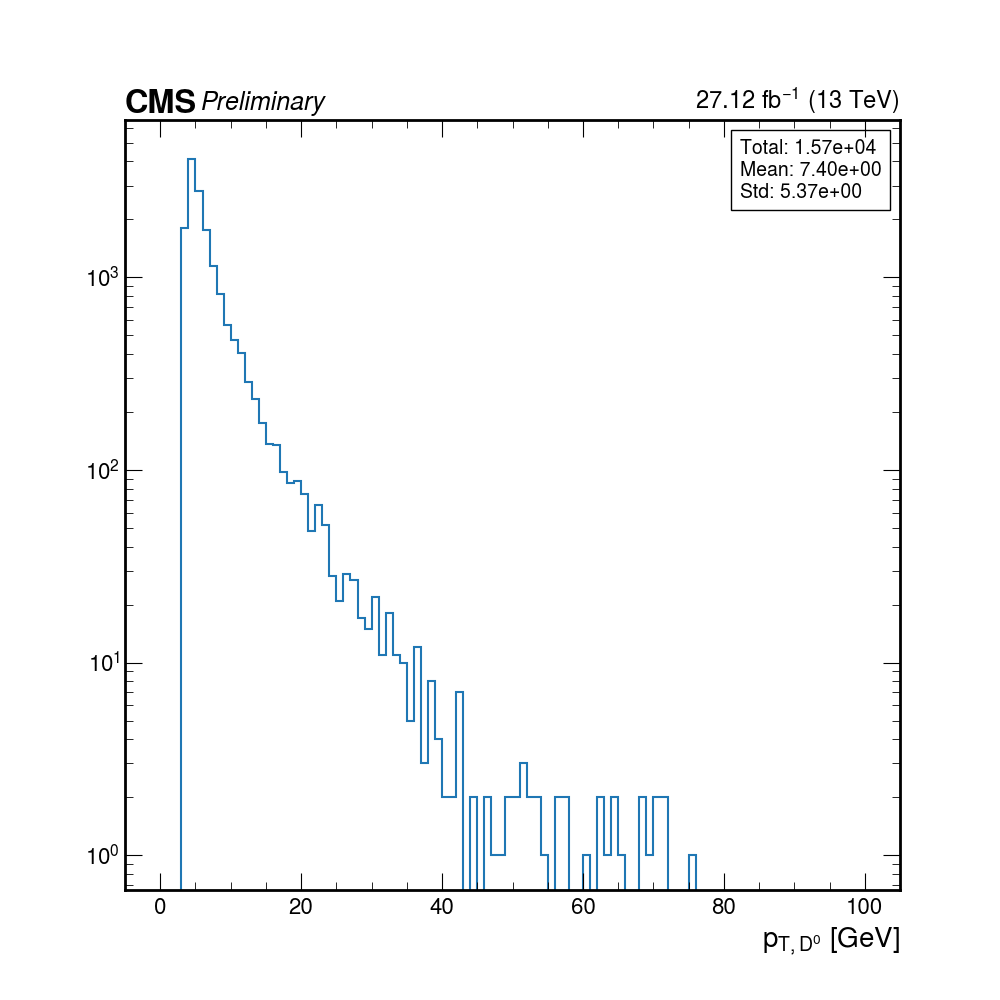 CMS Preliminary 27.12 fb⁻¹ (13 TeV)
Total: 1.57e+04
Mean: 7.40e+00
Std: 5.37e+00
10³
10²
10¹
10⁰
0 20 40 60 80 100
p_T, D⁰ [GeV]